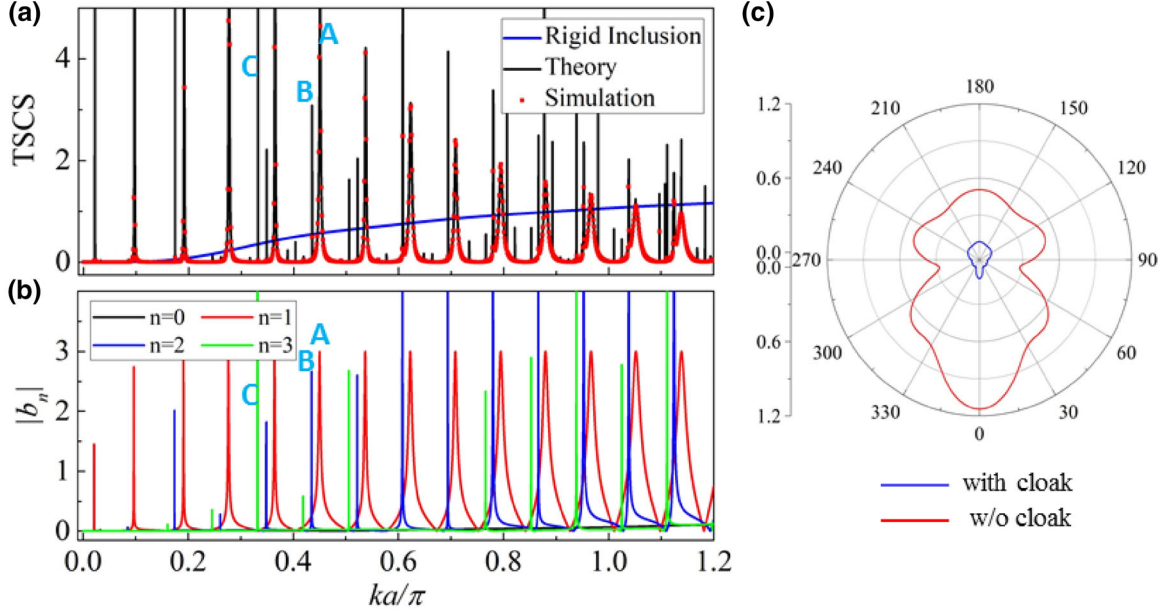 (a)
4
2
0
TSCS
C
B
A
Rigid Inclusion
Theory
Simulation
(b)
3
2
1
0
|bₙ|
n=0 n=1
n=2 n=3
C
B
A
0.0 0.2 0.4 0.6 0.8 1.0 1.2
ka/π
(c)
1.2
0.6
0.0
0.0
0.6
1.2
180
210 150
240 120
270 90
300 60
330 30
0
with cloak
w/o cloak